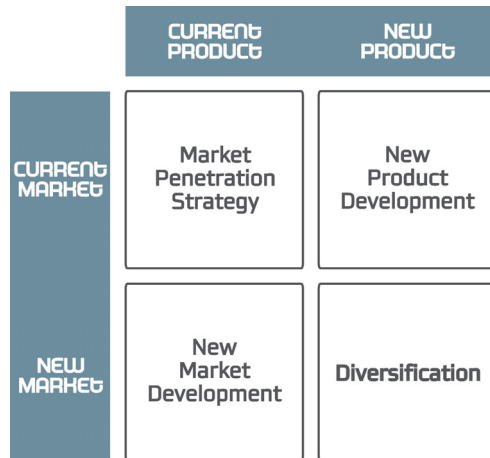 CURRENT
PRODUCT
NEW
PRODUCT
CURRENT
MARKET
Market
Penetration
Strategy
New
Product
Development
NEW
MARKET
New
Market
Development
Diversification